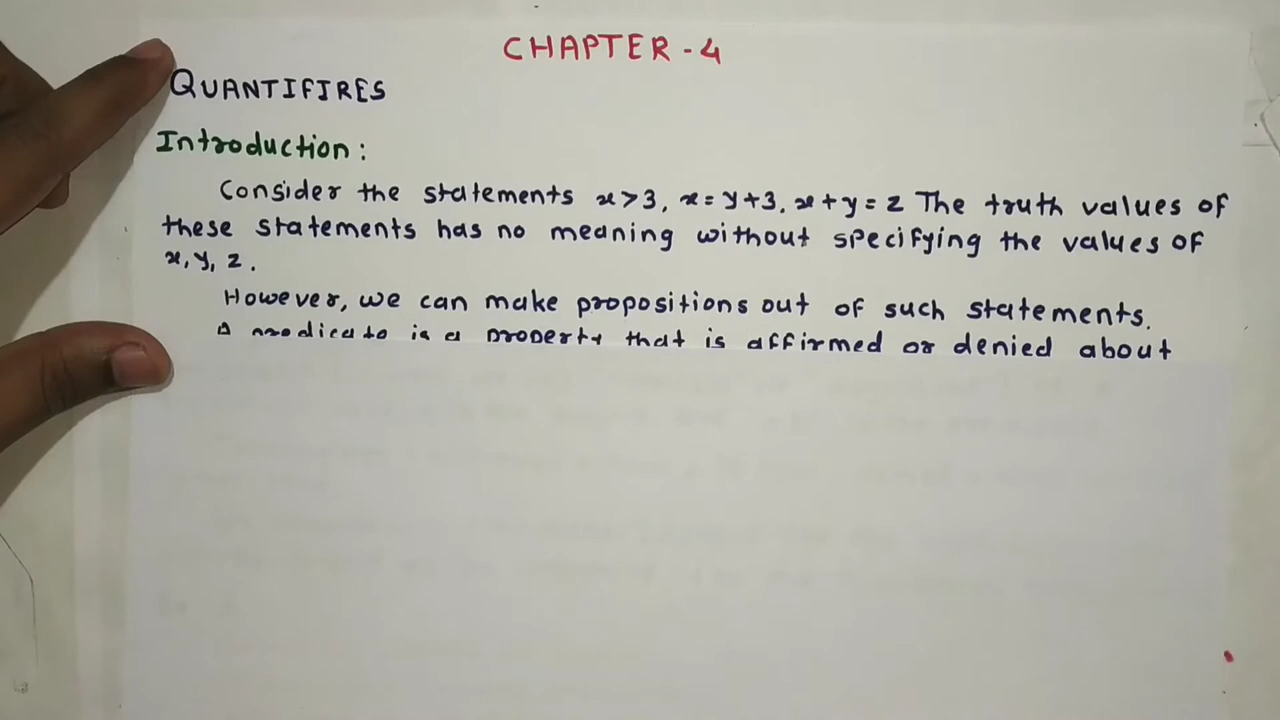 CHAPTER - 4
QUANTIFIRES
Introduction :
Consider the statements x > 3, x = y + 3, x + y = z The truth values of
these statements has no meaning without specifying the values of
x, y, z.
However, we can make propositions out of such statements.
A predicate is a property that is affirmed or denied about